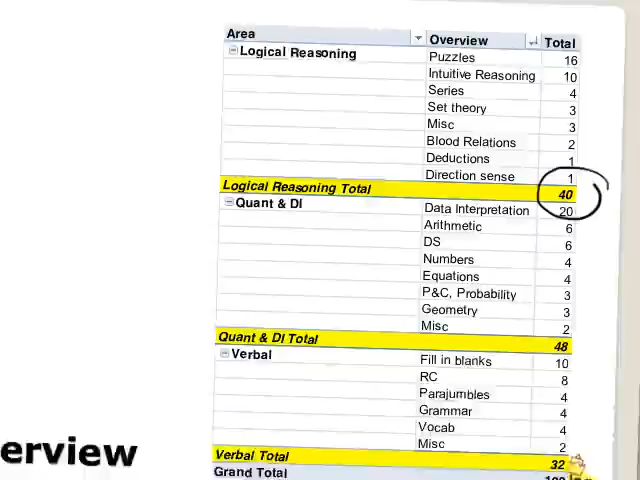 Area Overview Total
Logical Reasoning Puzzles 16
Intuitive Reasoning 10
Series 4
Set theory 3
Misc 3
Blood Relations 2
Deductions 1
Direction sense 1
Logical Reasoning Total 40
Quant & DI Data Interpretation 20
Arithmetic 6
DS 6
Numbers 4
Equations 4
P&C, Probability 3
Geometry 3
Misc 2
Quant & DI Total 48
Verbal Fill in blanks 10
RC 8
Parajumbles 4
Grammar 4
Vocab 4
Misc 2
erview
Verbal Total 32
Grand Total